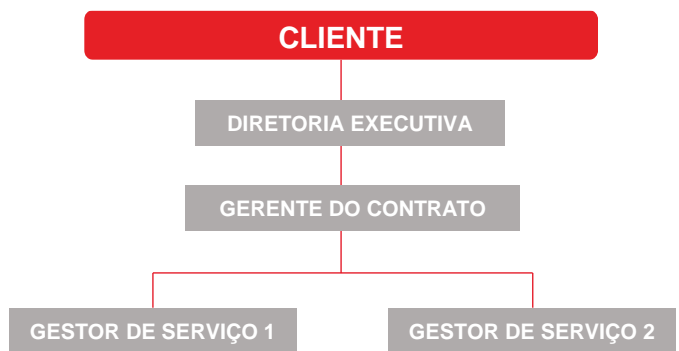 CLIENTE
DIRETORIA EXECUTIVA
GERENTE DO CONTRATO
GESTOR DE SERVIÇO 1
GESTOR DE SERVIÇO 2